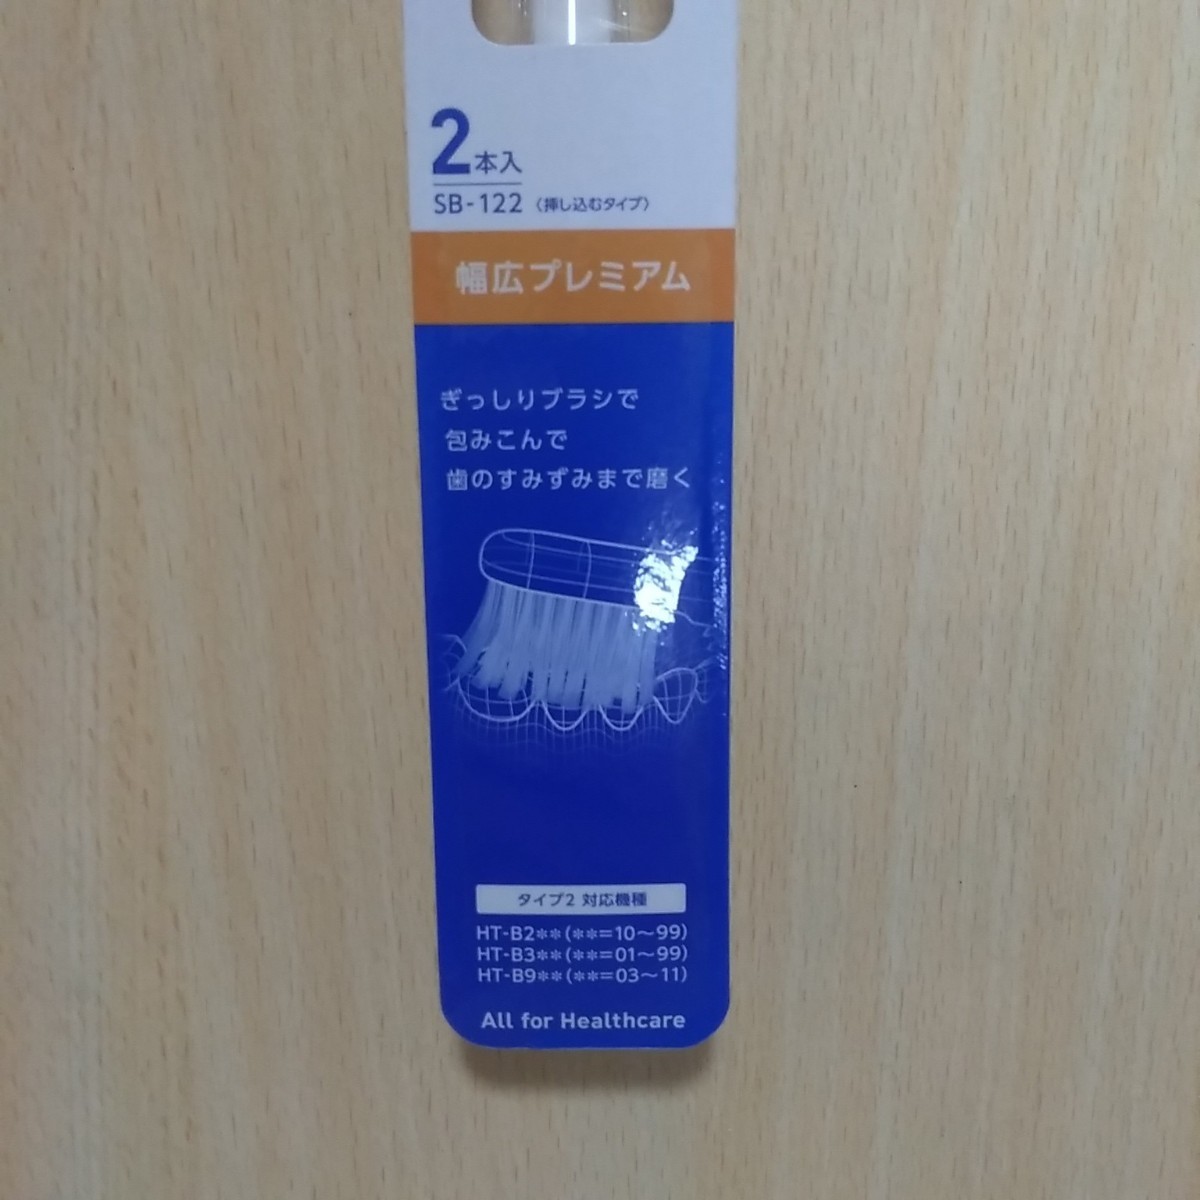 2本入
SB-122 〈挿し込むタイプ〉
幅広プレミアム
ぎっしりブラシで
包みこんで
歯のすみずみまで磨く
タイプ2 対応機種
HT-B2**(**=10〜99)
HT-B3**(**=01〜99)
HT-B9**(**=03〜11)
All for Healthcare